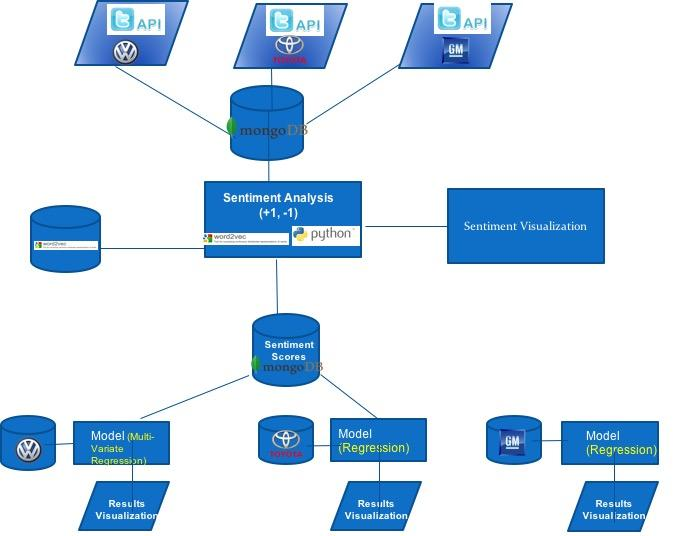 API
API
API
TOYOTA
GM
mongoDB
Sentiment Analysis
(+1, -1)
word2vec
python
word2vec
Sentiment Visualization
Sentiment
Scores
mongoDB
Model (Multi-
Variate
Regression)
Model
(Regression)
TOYOTA
GM
Model
(Regression)
Results
Visualization
Results
Visualization
Results
Visualization